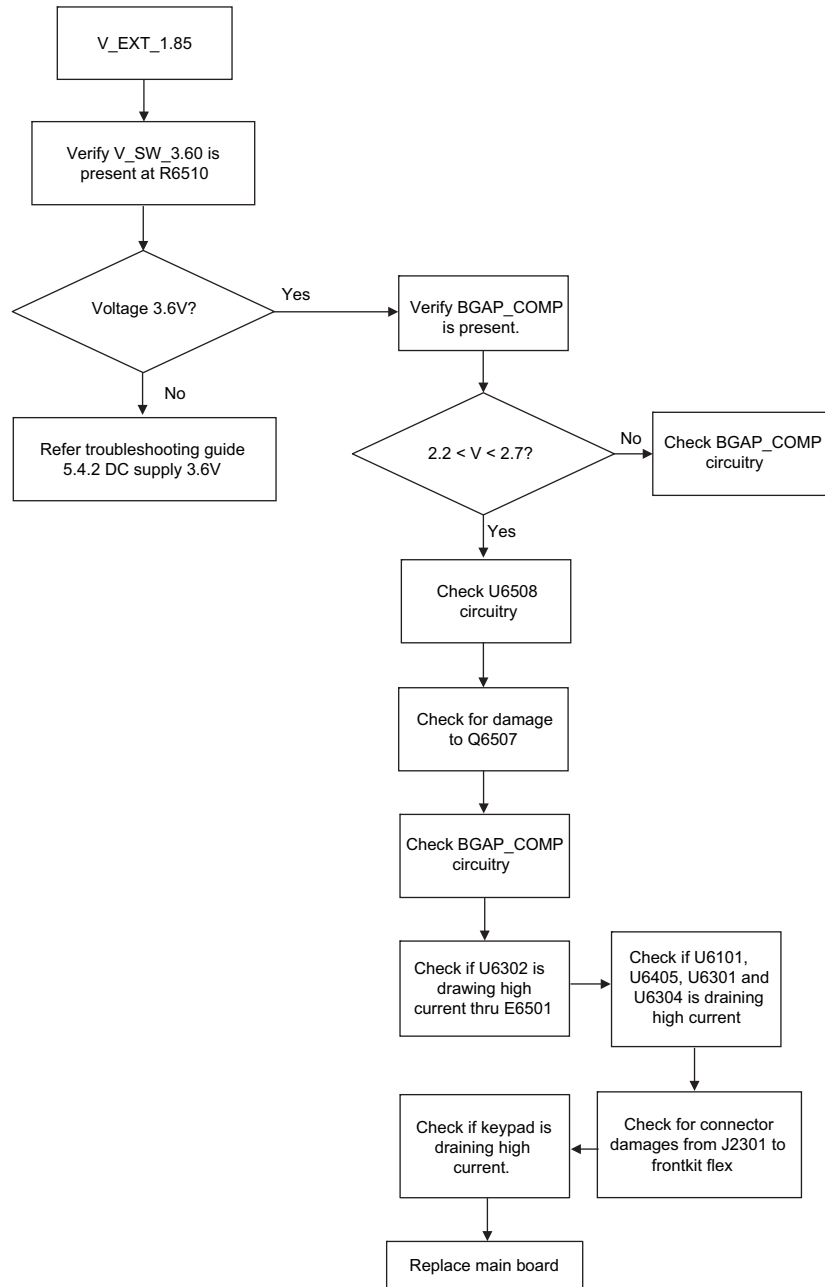 V_EXT_1.85
Verify V_SW_3.60 is
present at R6510
Voltage 3.6V?
Yes
No
Refer troubleshooting guide
5.4.2 DC supply 3.6V
Verify BGAP_COMP
is present.
2.2 < V < 2.7?
No
Check BGAP_COMP
circuitry
Yes
Check U6508
circuitry
Check for damage
to Q6507
Check BGAP_COMP
circuitry
Check if U6302 is
drawing high
current thru E6501
Check if U6101,
U6405, U6301 and
U6304 is draining
high current
Check for connector
damages from J2301 to
frontkit flex
Check if keypad is
draining high
current.
Replace main board